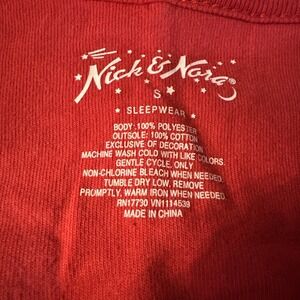 Nick & Nora®
S
SLEEPWEAR
BODY: 100% POLYESTER
OUTSOLE: 100% COTTON
EXCLUSIVE OF DECORATION
MACHINE WASH COLD WITH LIKE COLORS
GENTLE CYCLE, ONLY
NON-CHLORINE BLEACH WHEN NEEDED
TUMBLE DRY LOW, REMOVE
PROMPTLY, WARM IRON WHEN NEEDED
RN17730 VN1114539
MADE IN CHINA